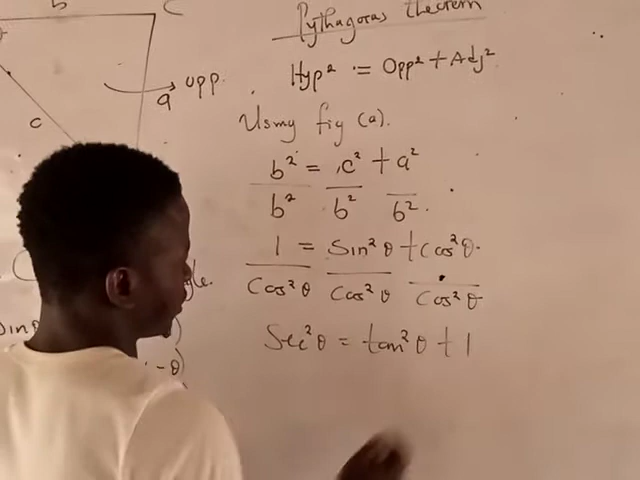 b
C
opp.
a
c
Pythagoras theorem
Hyp² = Opp² + Adj²
Using fig (a).
b² = c² + a²
b² b² b².
1 = Sin²θ + Cos²θ.
Cos²θ Cos²θ Cos²θ
Sec²θ = tan²θ + 1
-θ)